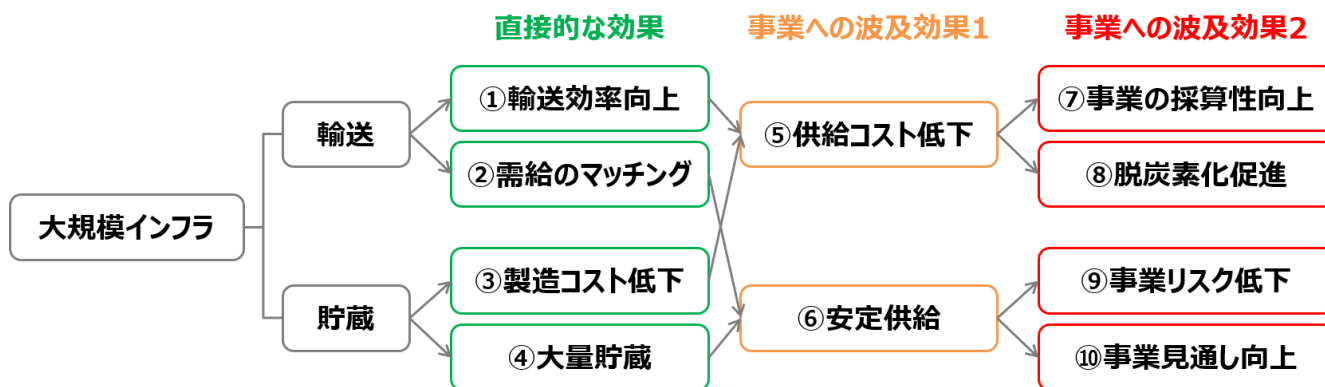 直接的な効果
事業への波及効果1
事業への波及効果2
大規模インフラ
輸送
貯蔵
①輸送効率向上
②需給のマッチング
③製造コスト低下
④大量貯蔵
⑤供給コスト低下
⑥安定供給
⑦事業の採算性向上
⑧脱炭素化促進
⑨事業リスク低下
⑩事業見通し向上